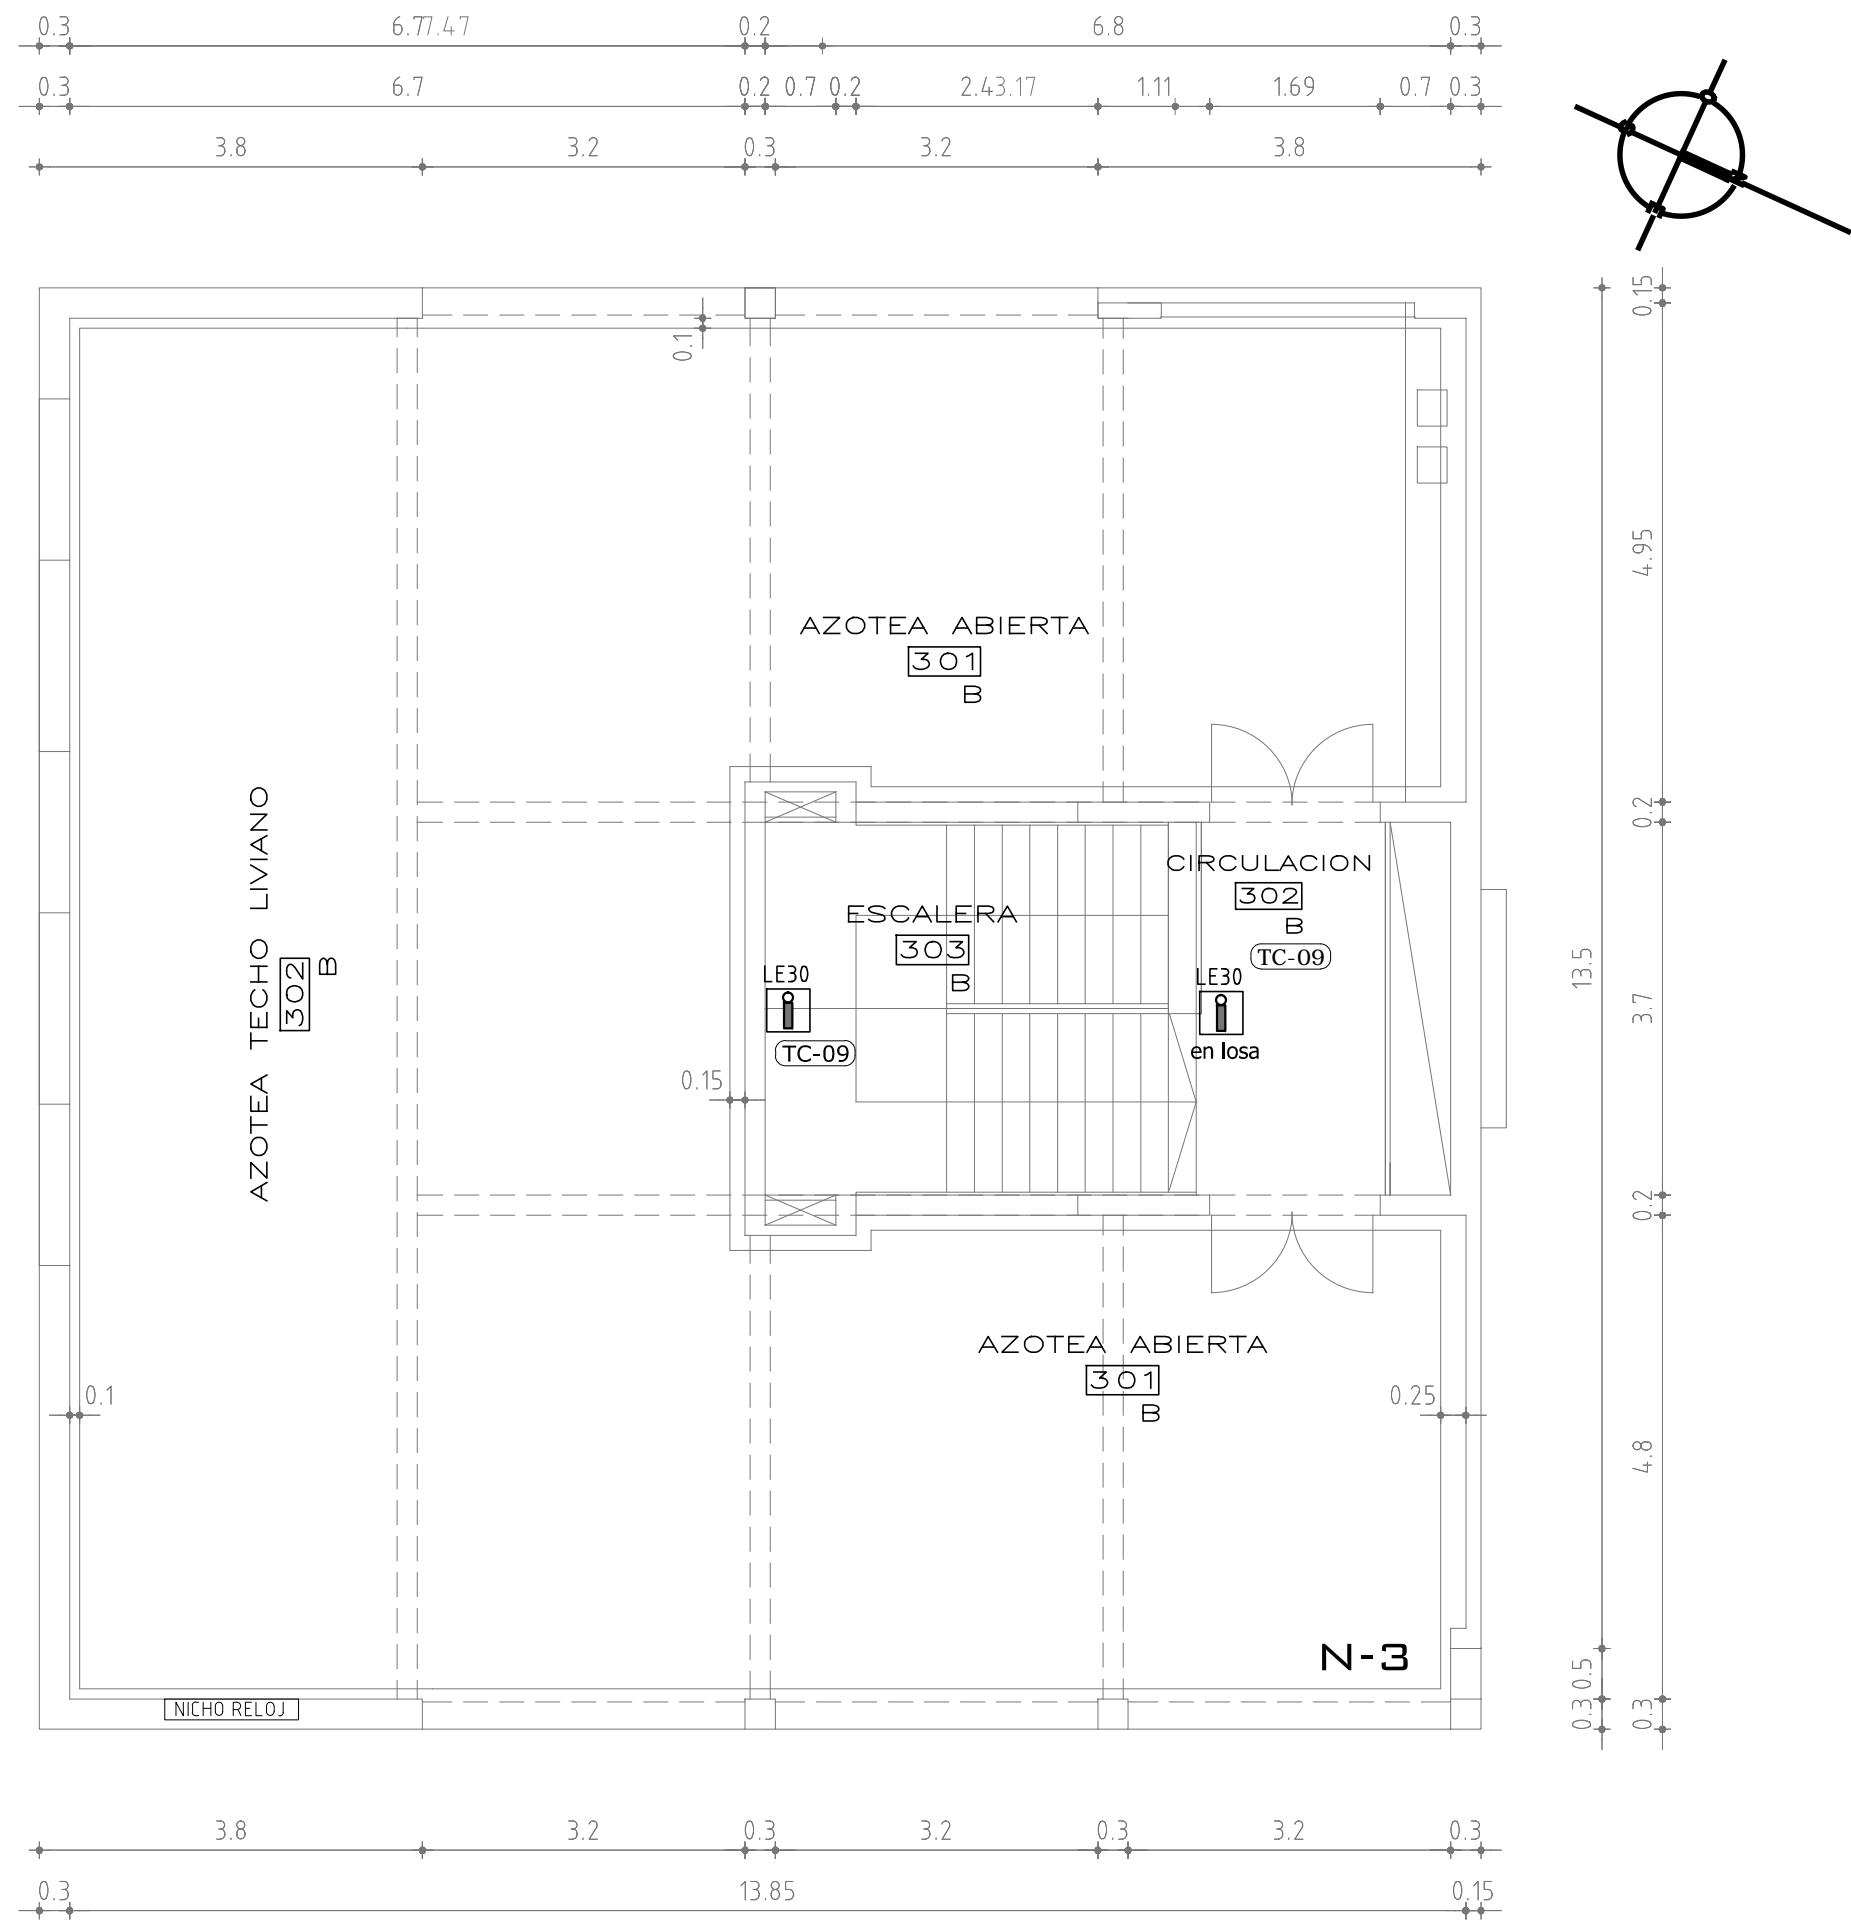 0.3 6.7 7.47 0.2 6.8 0.3
0.3 6.7 0.2 0.7 0.2 2.4 3.17 1.11 1.69 0.7 0.3
3.8 3.2 0.3 3.2 3.8
0.15
0.1
4.95
AZOTEA ABIERTA
301
B
0.2
AZOTEA TECHO LIVIANO
302
B
CIRCULACION
302
B
TC-09
ESCALERA
303
B
LE30
TC-09
LE30
en losa
13.5
3.7
0.15
0.2
AZOTEA ABIERTA
301
B
0.1
0.25
4.8
N-3
0.5
0.3
0.3
NICHO RELOJ
3.8 3.2 0.3 3.2 0.3 3.2 0.3
0.3 13.85 0.15